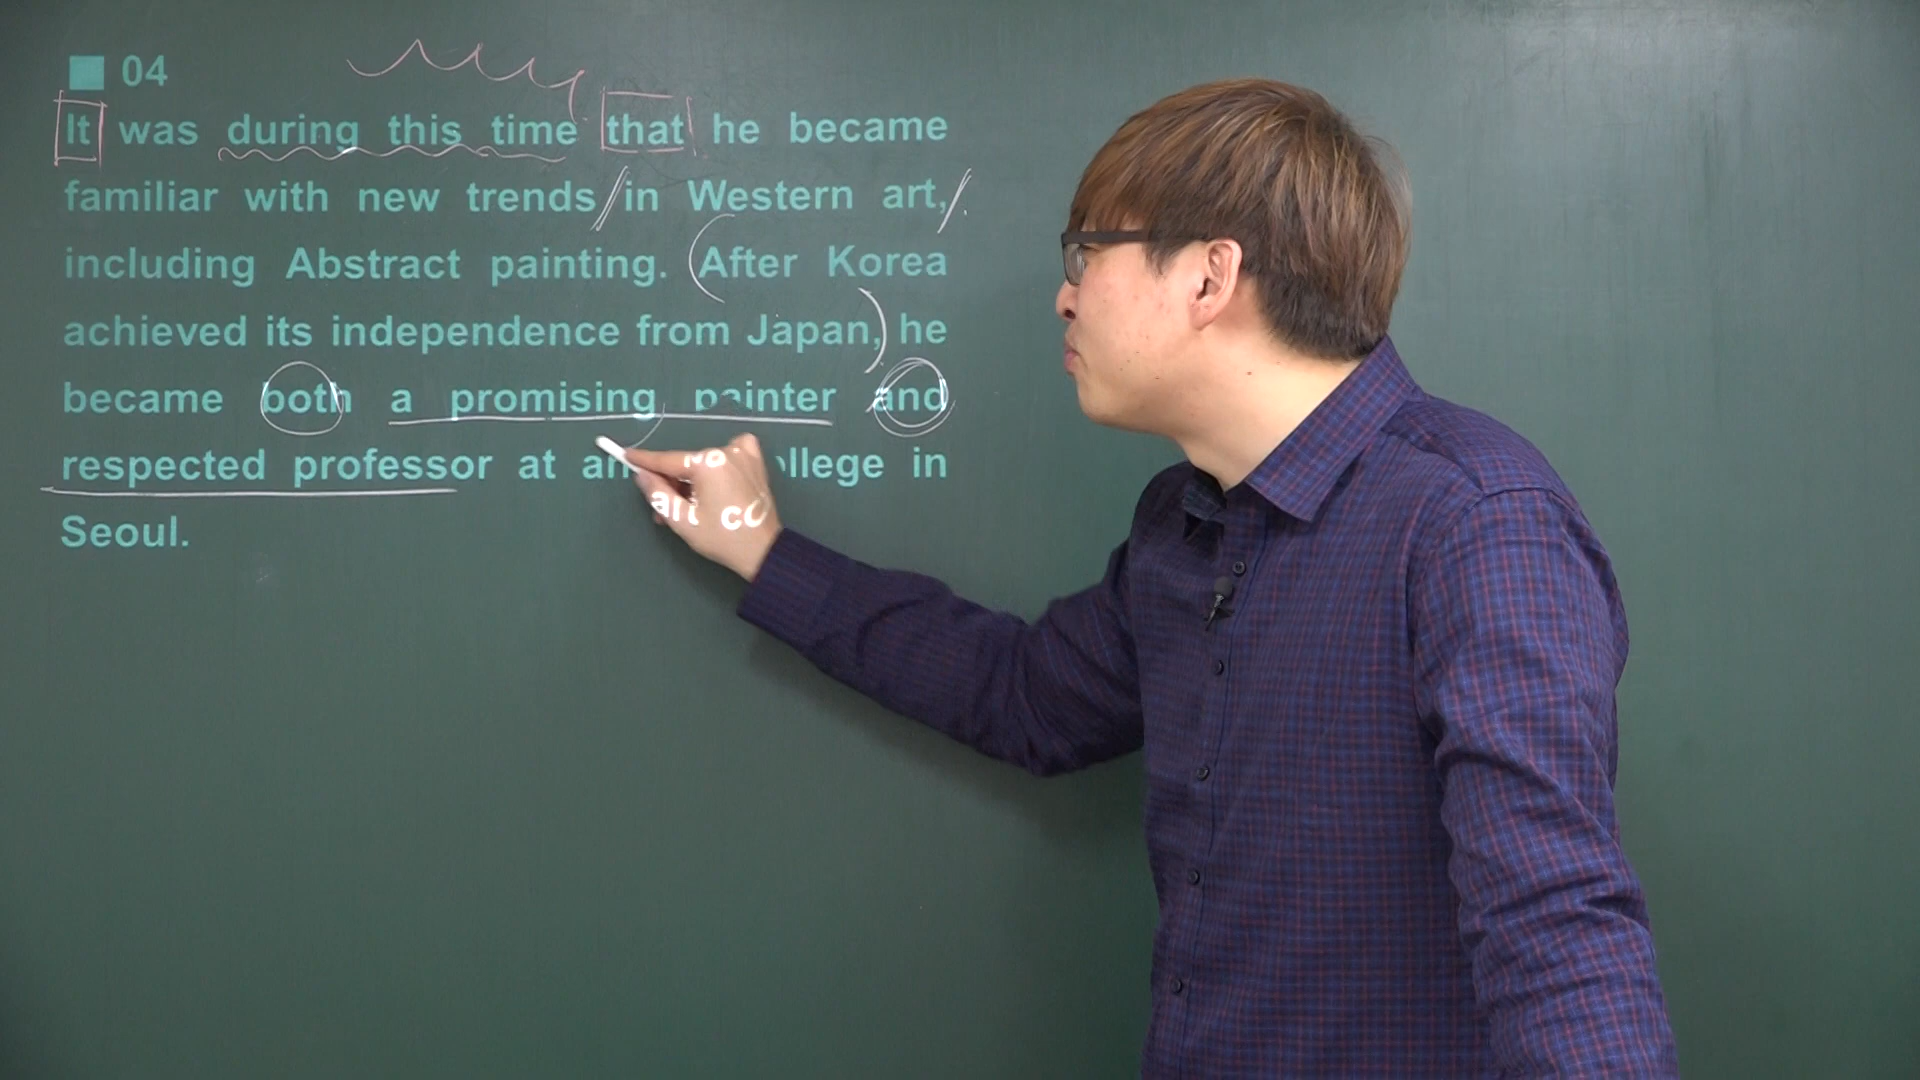 04
It was during this time that he became
familiar with new trends in Western art,
including Abstract painting. After Korea
achieved its independence from Japan, he
became both a promising painter and
respected professor at an art college in
Seoul.